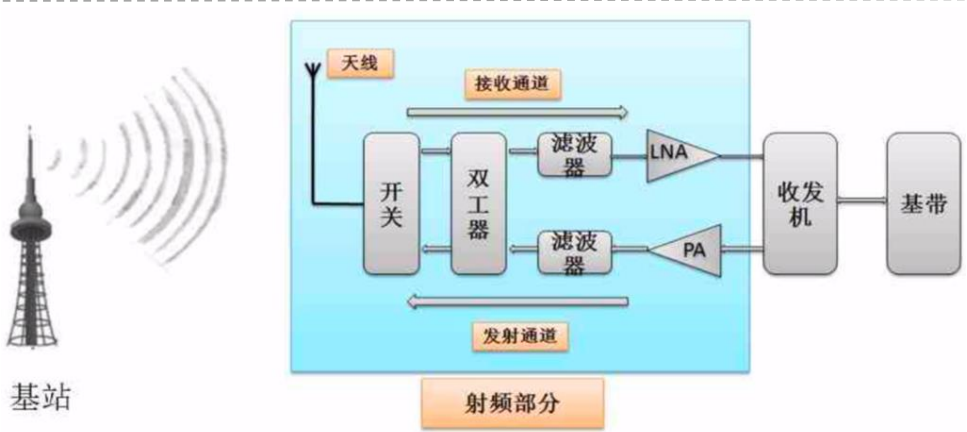 天线
接收通道
开关
双工器
滤波器
LNA
收发机
基带
滤波器
PA
发射通道
基站
射频部分